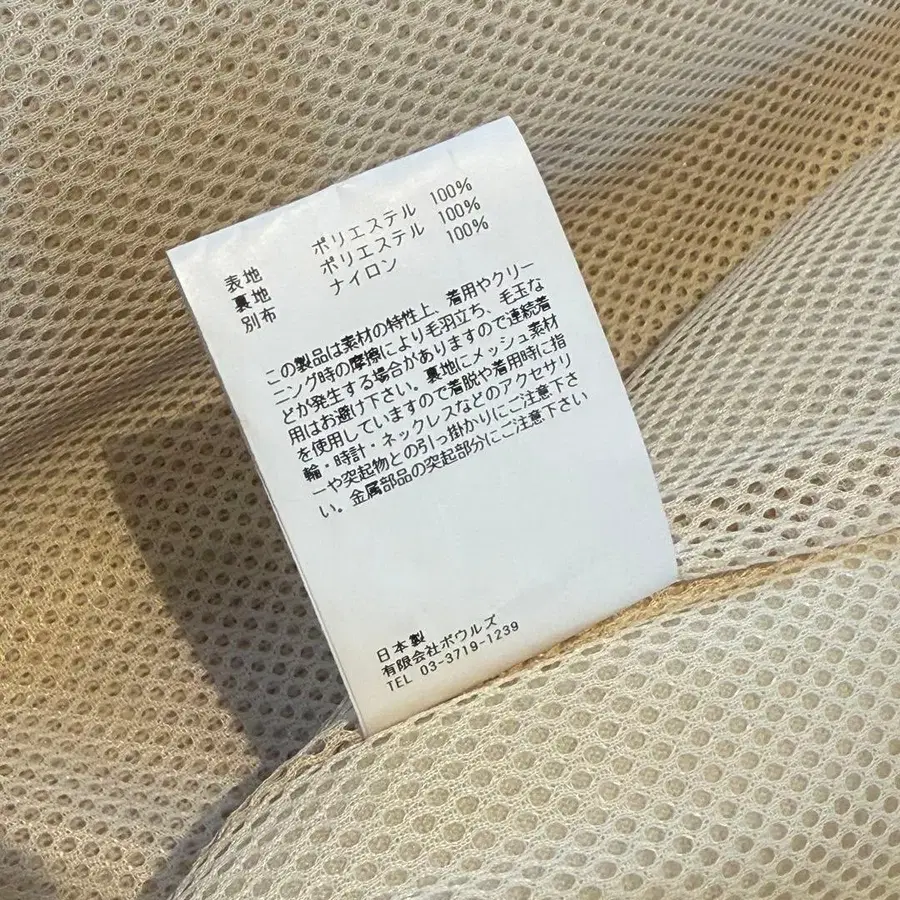 表地 ポリエステル 100%
裏地 ポリエステル 100%
別布 ナイロン 100%
この製品は素材の特性上、着用やクリー
ニング時の摩擦により毛羽立ち、毛玉な
どが発生する場合がありますので連続着
用はお避け下さい。裏地にメッシュ素材
を使用していますので着脱や着用時に指
輪・時計・ネックレスなどのアクセサリ
ーや突起物との引っ掛かりにご注意下さ
い。金属部品の突起部分にご注意下さい
日本製
有限会社ボウルズ
TEL 03-3719-1239